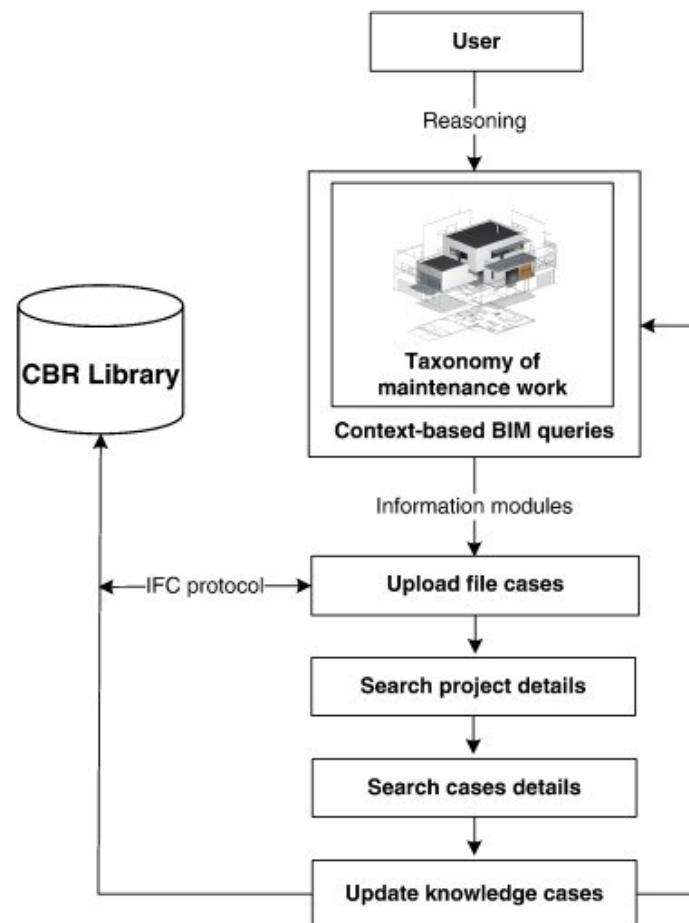 User
Reasoning
Taxonomy of
maintenance work
Context-based BIM queries
CBR Library
Information modules
IFC protocol
Upload file cases
Search project details
Search cases details
Update knowledge cases